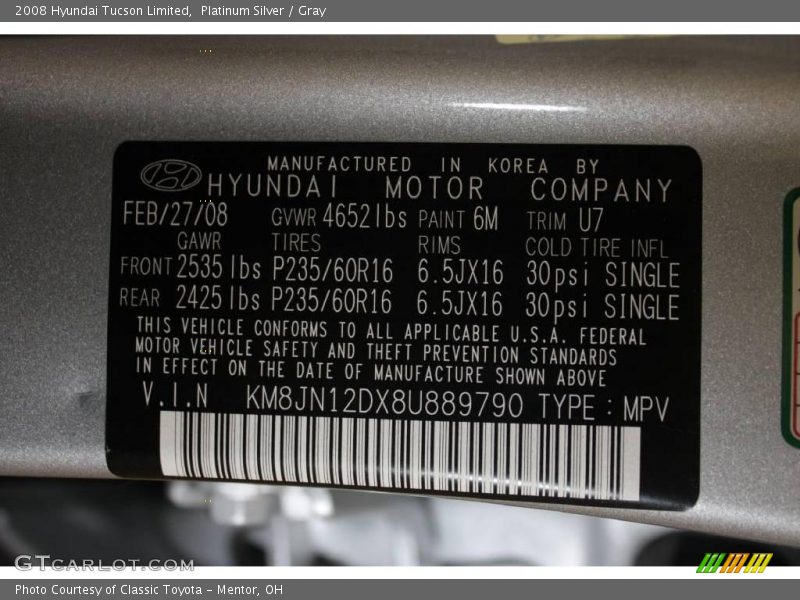 2008 Hyundai Tucson Limited, Platinum Silver / Gray
MANUFACTURED IN KOREA BY
HYUNDAI MOTOR COMPANY
FEB/27/08 GVWR 4652lbs PAINT 6M TRIM U7
GAWR TIRES RIMS COLD TIRE INFL
FRONT 2535 lbs P235/60R16 6.5JX16 30psi SINGLE
REAR 2425 lbs P235/60R16 6.5JX16 30psi SINGLE
THIS VEHICLE CONFORMS TO ALL APPLICABLE U.S.A. FEDERAL
MOTOR VEHICLE SAFETY AND THEFT PREVENTION STANDARDS
IN EFFECT ON THE DATE OF MANUFACTURE SHOWN ABOVE
V.I.N KM8JN12DX8U889790 TYPE : MPV
GTCARLOT.COM
Photo Courtesy of Classic Toyota - Mentor, OH